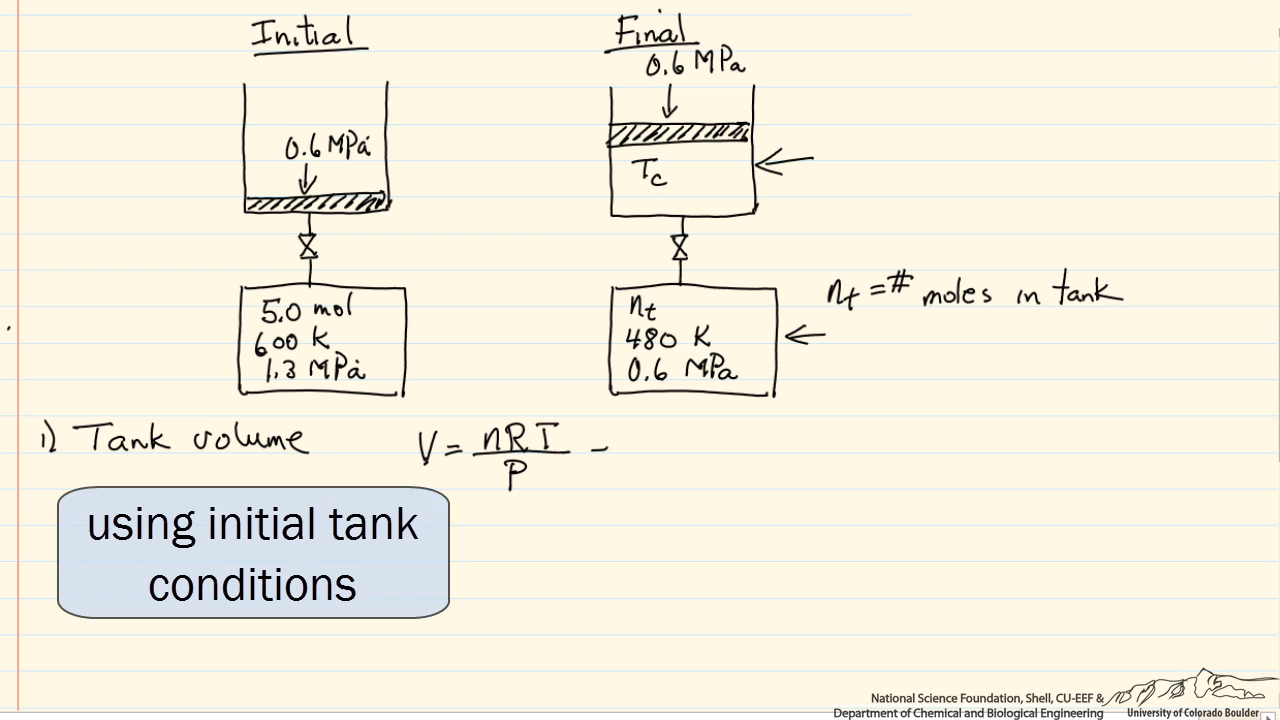 Initial
0.6 MPa
5.0 mol
600 K
1.3 MPa
Final
0.6 MPa
Tc
nt
480 K
0.6 MPa
nt = # moles in tank
1) Tank volume
V = nRT / P -
using initial tank
conditions
National Science Foundation, Shell, CU-EEF &
Department of Chemical and Biological Engineering
University of Colorado Boulder